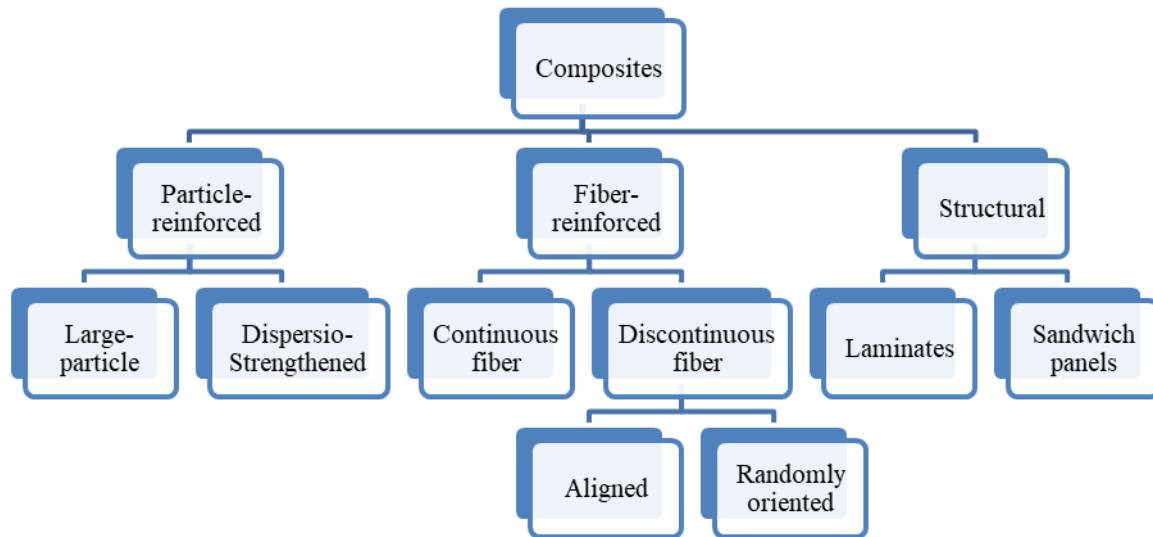 Composites
Particle-
reinforced
Fiber-
reinforced
Structural
Large-
particle
Dispersio-
Strengthened
Continuous
fiber
Discontinuous
fiber
Laminates
Sandwich
panels
Aligned
Randomly
oriented